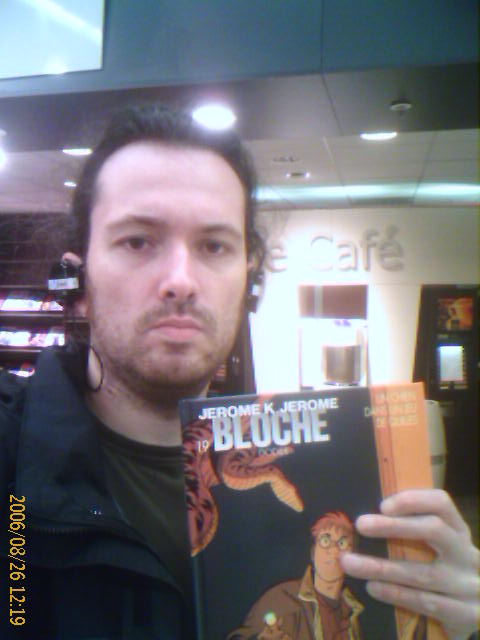 e Café
JEROME K. JEROME
BLOCHE
19
DODIER
UN CHIEN
DANS UN JEU
DE QUILLES
2006/08/26 12:19